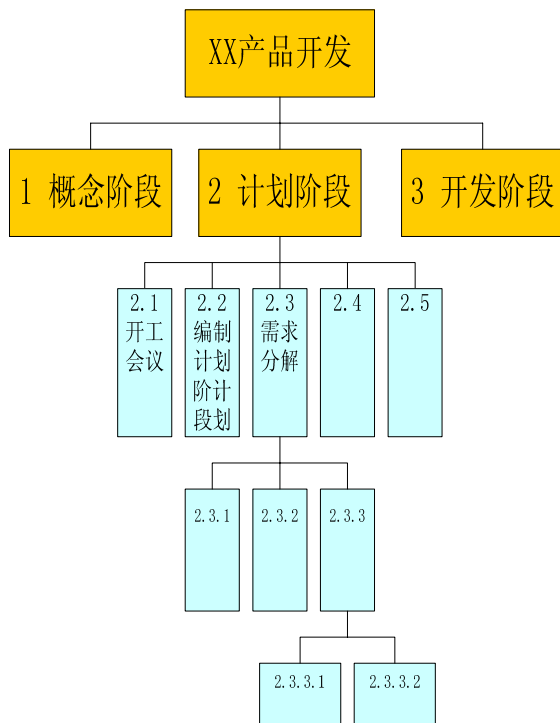 XX产品开发
1 概念阶段
2 计划阶段
3 开发阶段
2.1
开工
会议
2.2
编制
计划
阶计
段划
2.3
需求
分解
2.4
2.5
2.3.1
2.3.2
2.3.3
2.3.3.1
2.3.3.2